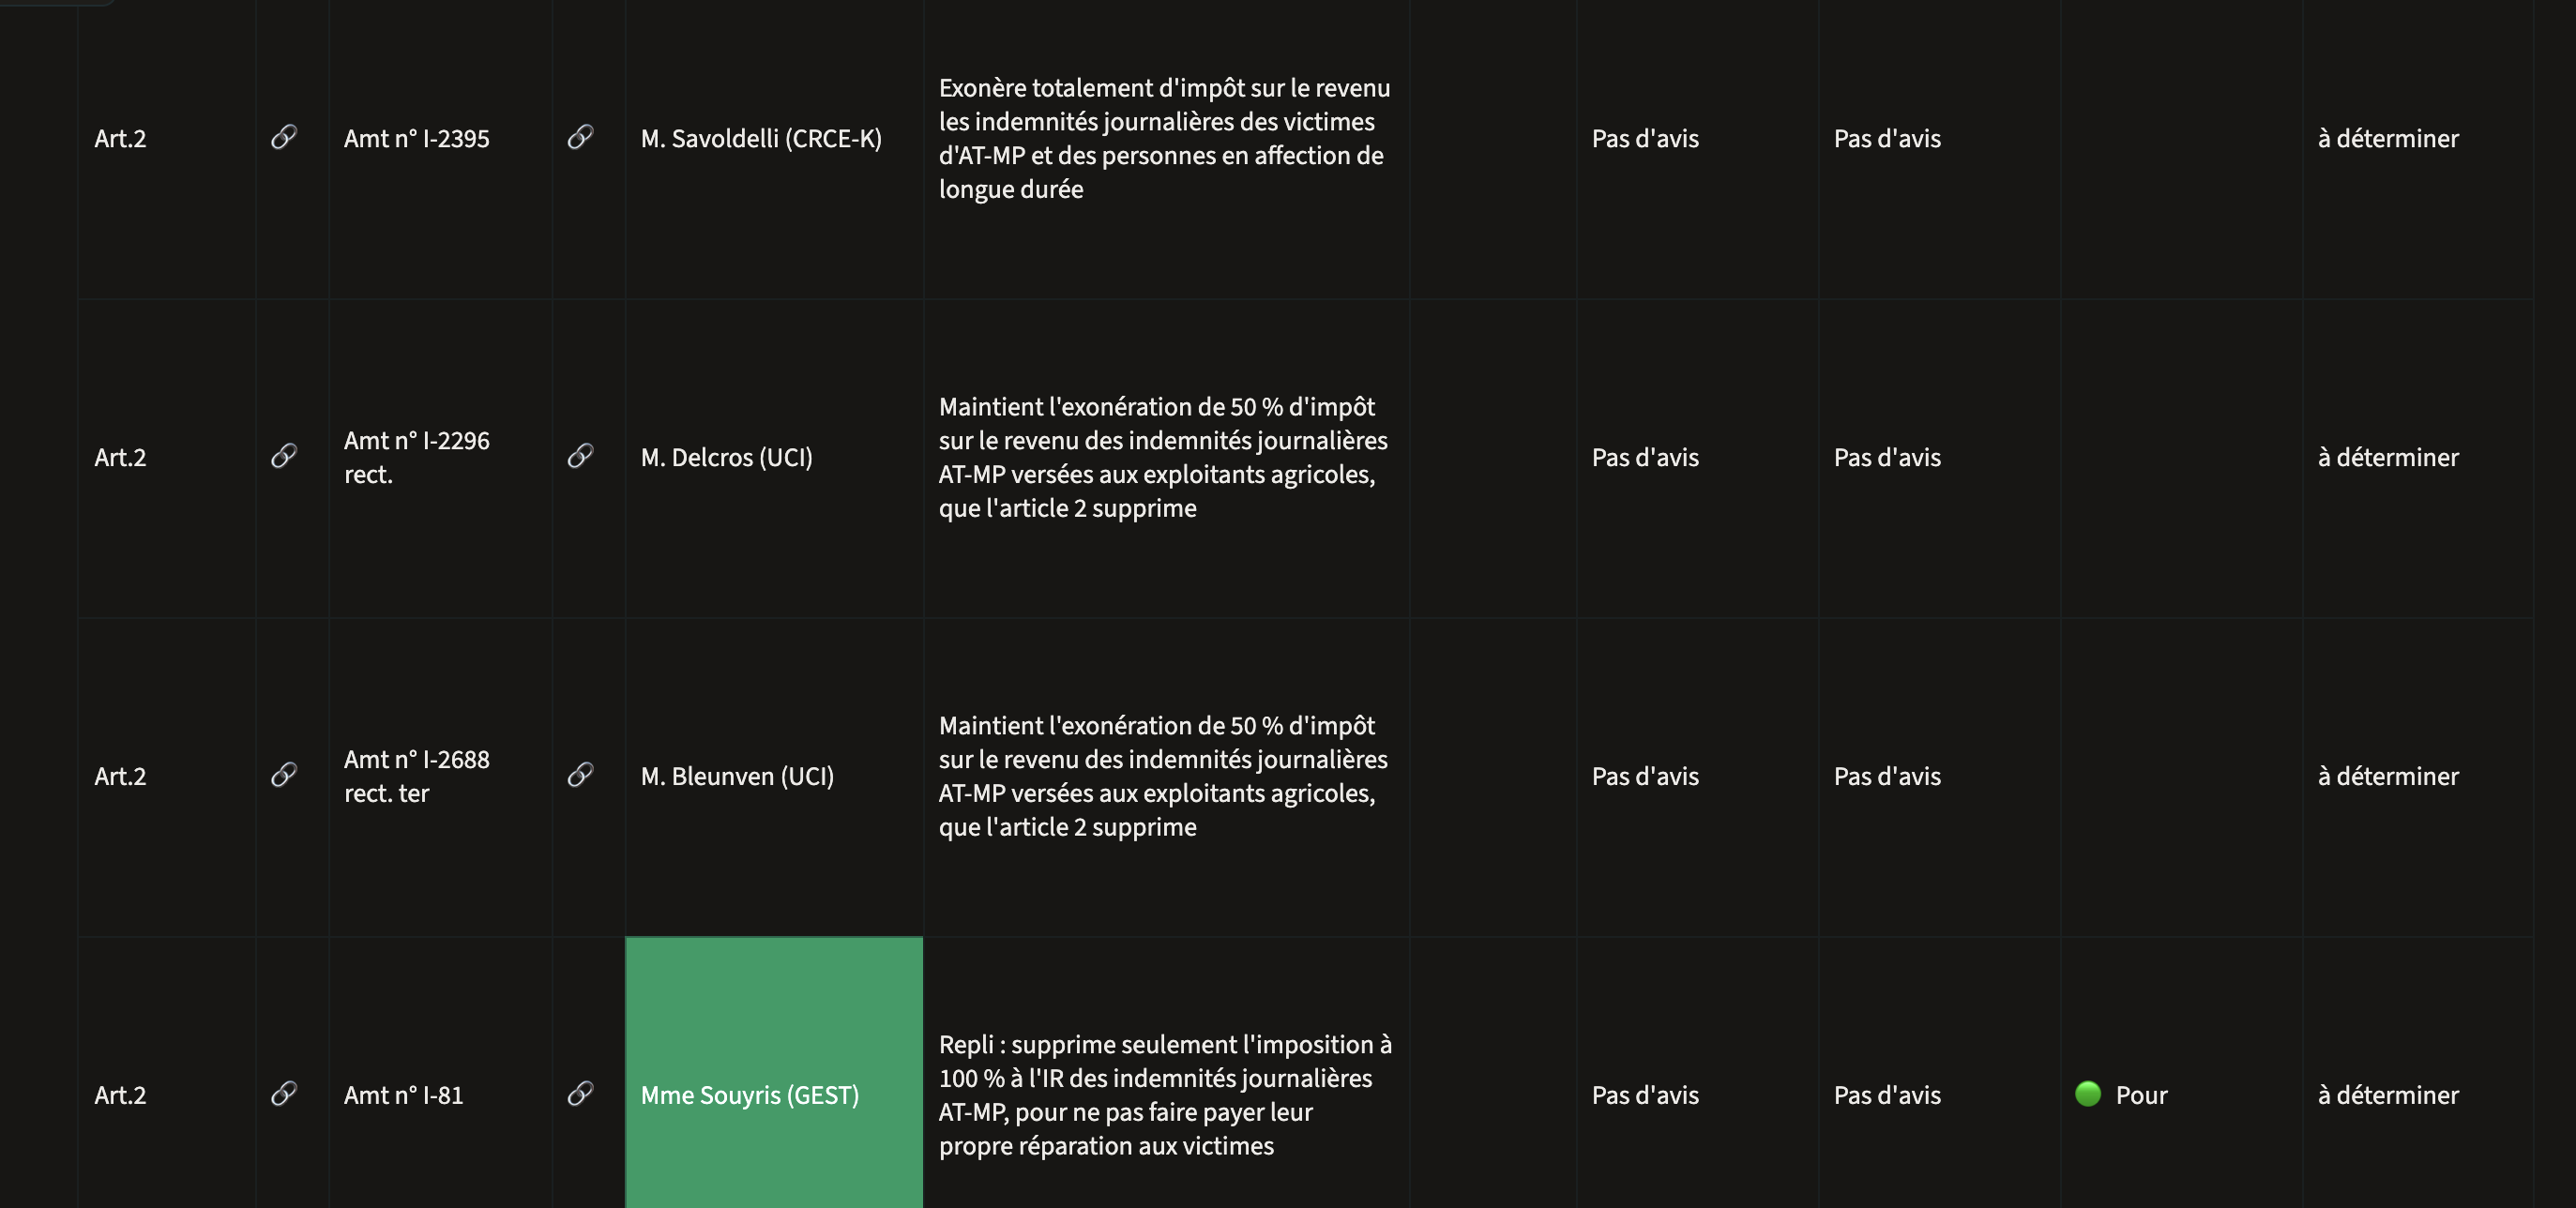 Art.2
Amt n° I-2395
M. Savoldelli (CRCE-K)
Exonère totalement d'impôt sur le revenu
les indemnités journalières des victimes
d'AT-MP et des personnes en affection de
longue durée
Pas d'avis
Pas d'avis
à déterminer
Art.2
Amt n° I-2296
rect.
M. Delcros (UCI)
Maintient l'exonération de 50 % d'impôt
sur le revenu des indemnités journalières
AT-MP versées aux exploitants agricoles,
que l'article 2 supprime
Pas d'avis
Pas d'avis
à déterminer
Art.2
Amt n° I-2688
rect. ter
M. Bleunven (UCI)
Maintient l'exonération de 50 % d'impôt
sur le revenu des indemnités journalières
AT-MP versées aux exploitants agricoles,
que l'article 2 supprime
Pas d'avis
Pas d'avis
à déterminer
Art.2
Amt n° I-81
Mme Souyris (GEST)
Repli : supprime seulement l'imposition à
100 % à l'IR des indemnités journalières
AT-MP, pour ne pas faire payer leur
propre réparation aux victimes
Pas d'avis
Pas d'avis
Pour
à déterminer